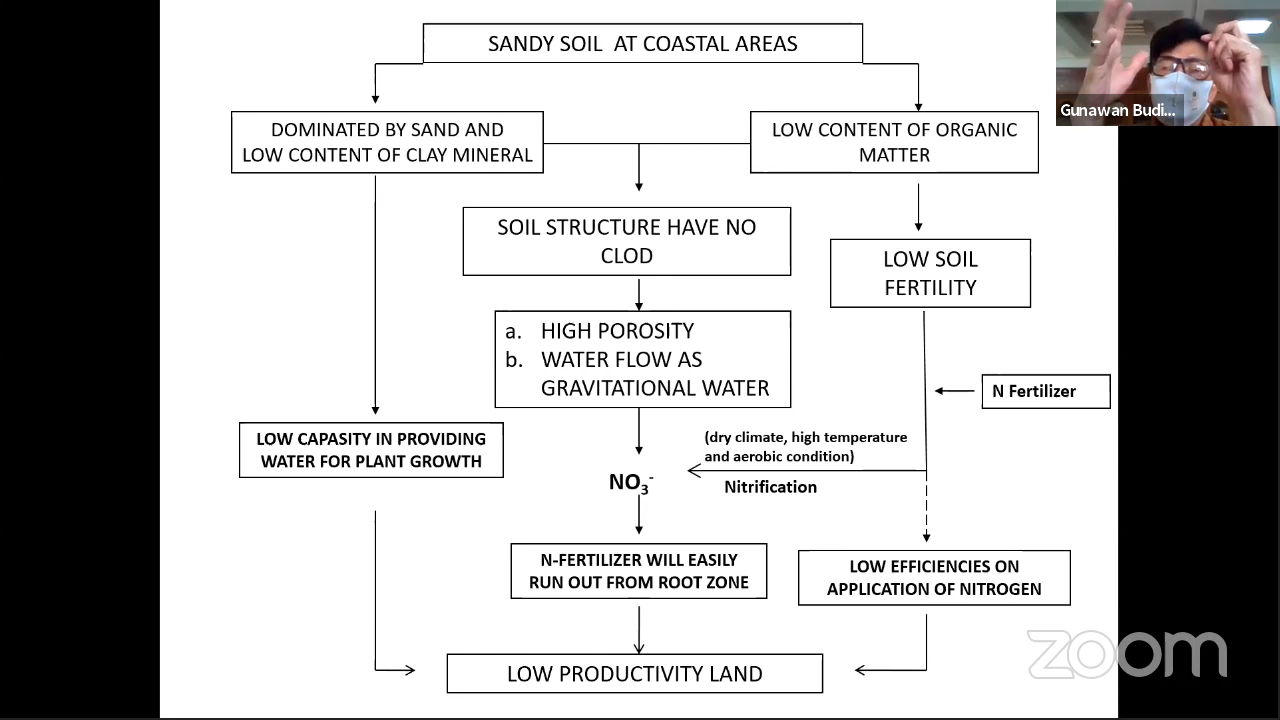 SANDY SOIL AT COASTAL AREAS
Gunawan Budi...
DOMINATED BY SAND AND
LOW CONTENT OF CLAY MINERAL
LOW CONTENT OF ORGANIC
MATTER
SOIL STRUCTURE HAVE NO
CLOD
LOW SOIL
FERTILITY
a. HIGH POROSITY
b. WATER FLOW AS
GRAVITATIONAL WATER
N Fertilizer
LOW CAPASITY IN PROVIDING
WATER FOR PLANT GROWTH
(dry climate, high temperature
and aerobic condition)
NO₃⁻
Nitrification
N-FERTILIZER WILL EASILY
RUN OUT FROM ROOT ZONE
LOW EFFICIENCIES ON
APPLICATION OF NITROGEN
LOW PRODUCTIVITY LAND
zoom